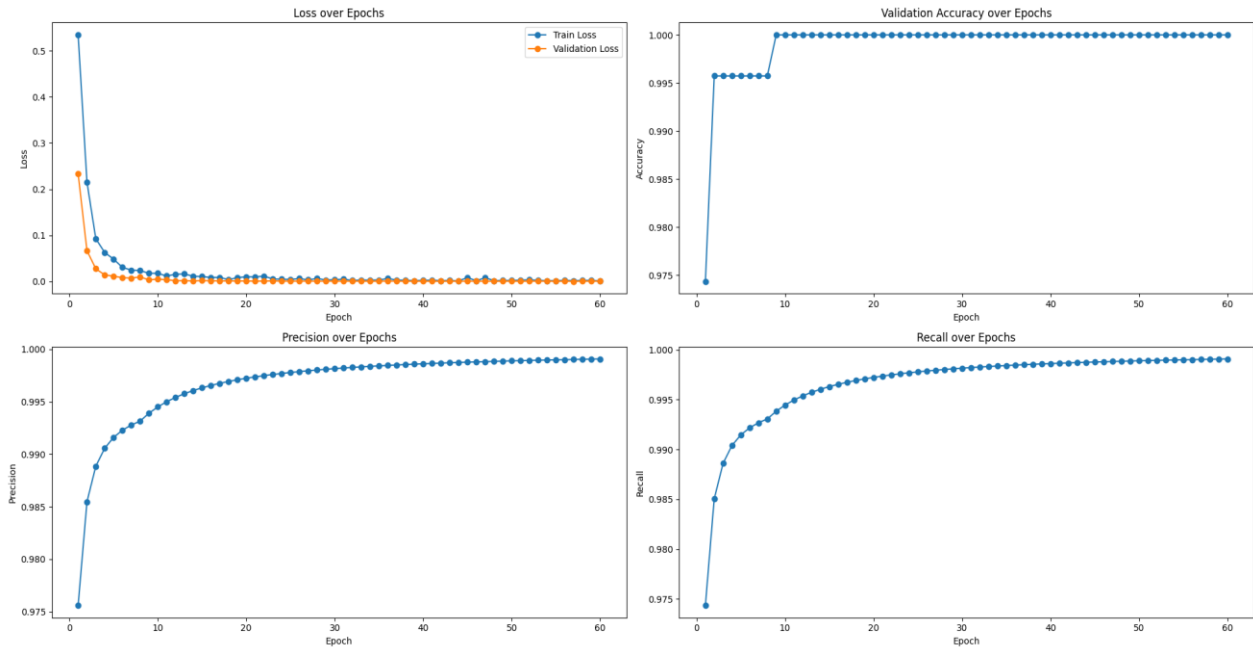 Loss over Epochs
0.5
0.4
0.3
0.2
0.1
0.0
Loss
Train Loss
Validation Loss
0 10 20 30 40 50 60
Epoch
Validation Accuracy over Epochs
1.000
0.995
0.990
0.985
0.980
0.975
Accuracy
0 10 20 30 40 50 60
Epoch
Precision over Epochs
1.000
0.995
0.990
0.985
0.980
0.975
Precision
0 10 20 30 40 50 60
Epoch
Recall over Epochs
1.000
0.995
0.990
0.985
0.980
0.975
Recall
0 10 20 30 40 50 60
Epoch